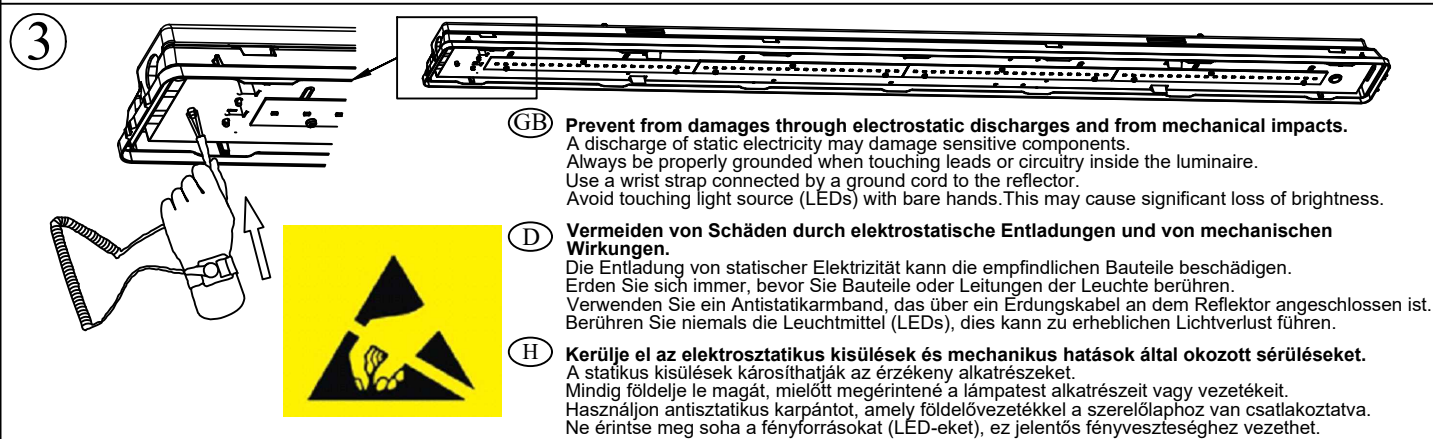 3
GB
Prevent from damages through electrostatic discharges and from mechanical impacts.
A discharge of static electricity may damage sensitive components.
Always be properly grounded when touching leads or circuitry inside the luminaire.
Use a wrist strap connected by a ground cord to the reflector.
Avoid touching light source (LEDs) with bare hands.This may cause significant loss of brightness.
D
Vermeiden von Schäden durch elektrostatische Entladungen und von mechanischen
Wirkungen.
Die Entladung von statischer Elektrizität kann die empfindlichen Bauteile beschädigen.
Erden Sie sich immer, bevor Sie Bauteile oder Leitungen der Leuchte berühren.
Verwenden Sie ein Antistatikarmband, das über ein Erdungskabel an dem Reflektor angeschlossen ist.
Berühren Sie niemals die Leuchtmittel (LEDs), dies kann zu erheblichen Lichtverlust führen.
H
Kerülje el az elektrosztatikus kisülések és mechanikus hatások által okozott sérüléseket.
A statikus kisülések károsíthatják az érzékeny alkatrészeket.
Mindig földelje le magát, mielőtt megérintené a lámpatest alkatrészeit vagy vezetékeit.
Használjon antisztatikus karpántot, amely földelővezetékkel a szerelőlaphoz van csatlakoztatva.
Ne érintse meg soha a fényforrásokat (LED-eket), ez jelentős fényveszteséghez vezethet.